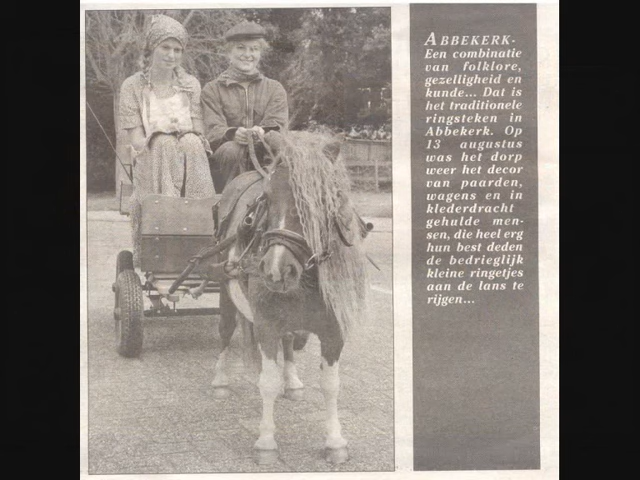 ABBEKERK-
Een combinatie
van folklore,
gezelligheid en
kunde... Dat is
het traditionele
ringsteken in
Abbekerk. Op
13 augustus
was het dorp
weer het decor
van paarden,
wagens en in
klederdracht
gehulde men-
sen, die heel erg
hun best deden
de bedrieglijk
kleine ringetjes
aan de lans te
rijgen...